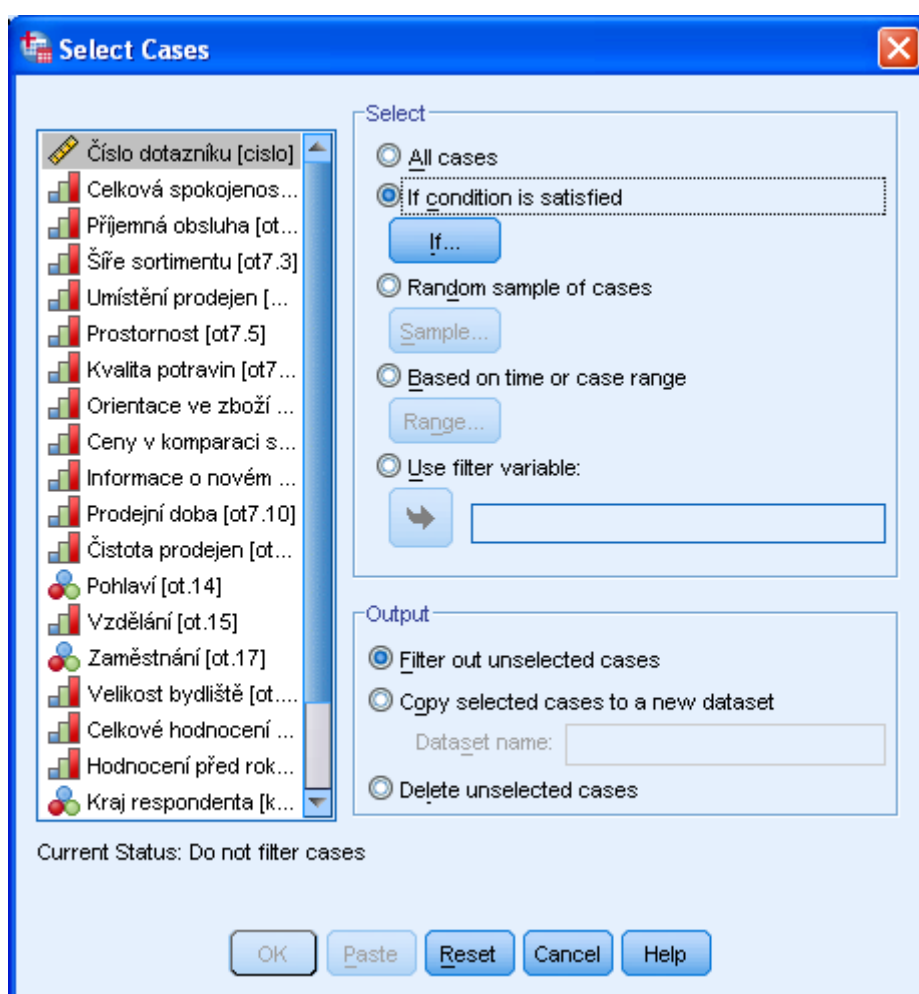 Select Cases
Číslo dotazníku [cislo]
Celková spokojenos...
Příjemná obsluha [ot...
Šíře sortimentu [ot7.3]
Umístění prodejen [...
Prostornost [ot7.5]
Kvalita potravin [ot7...
Orientace ve zboží ...
Ceny v komparaci s...
Informace o novém ...
Prodejní doba [ot7.10]
Čistota prodejen [ot...
Pohlaví [ot.14]
Vzdělání [ot.15]
Zaměstnání [ot.17]
Velikost bydliště [ot....
Celkové hodnocení ...
Hodnocení před rok...
Kraj respondenta [k...
Select
All cases
If condition is satisfied
If...
Random sample of cases
Sample...
Based on time or case range
Range...
Use filter variable:
Output
Filter out unselected cases
Copy selected cases to a new dataset
Dataset name:
Delete unselected cases
Current Status: Do not filter cases
OK
Paste
Reset
Cancel
Help